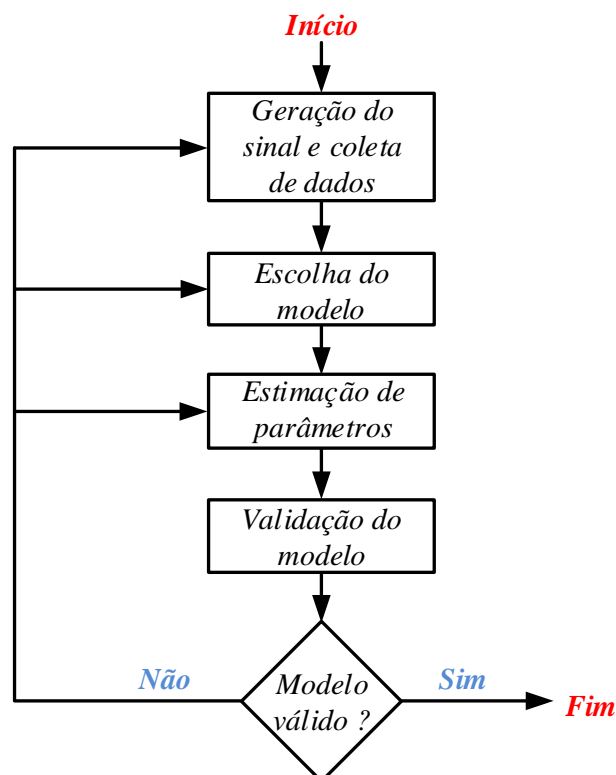 Início
Geração do
sinal e coleta
de dados
Escolha do
modelo
Estimação de
parâmetros
Validação do
modelo
Não
Modelo
válido ?
Sim
Fim